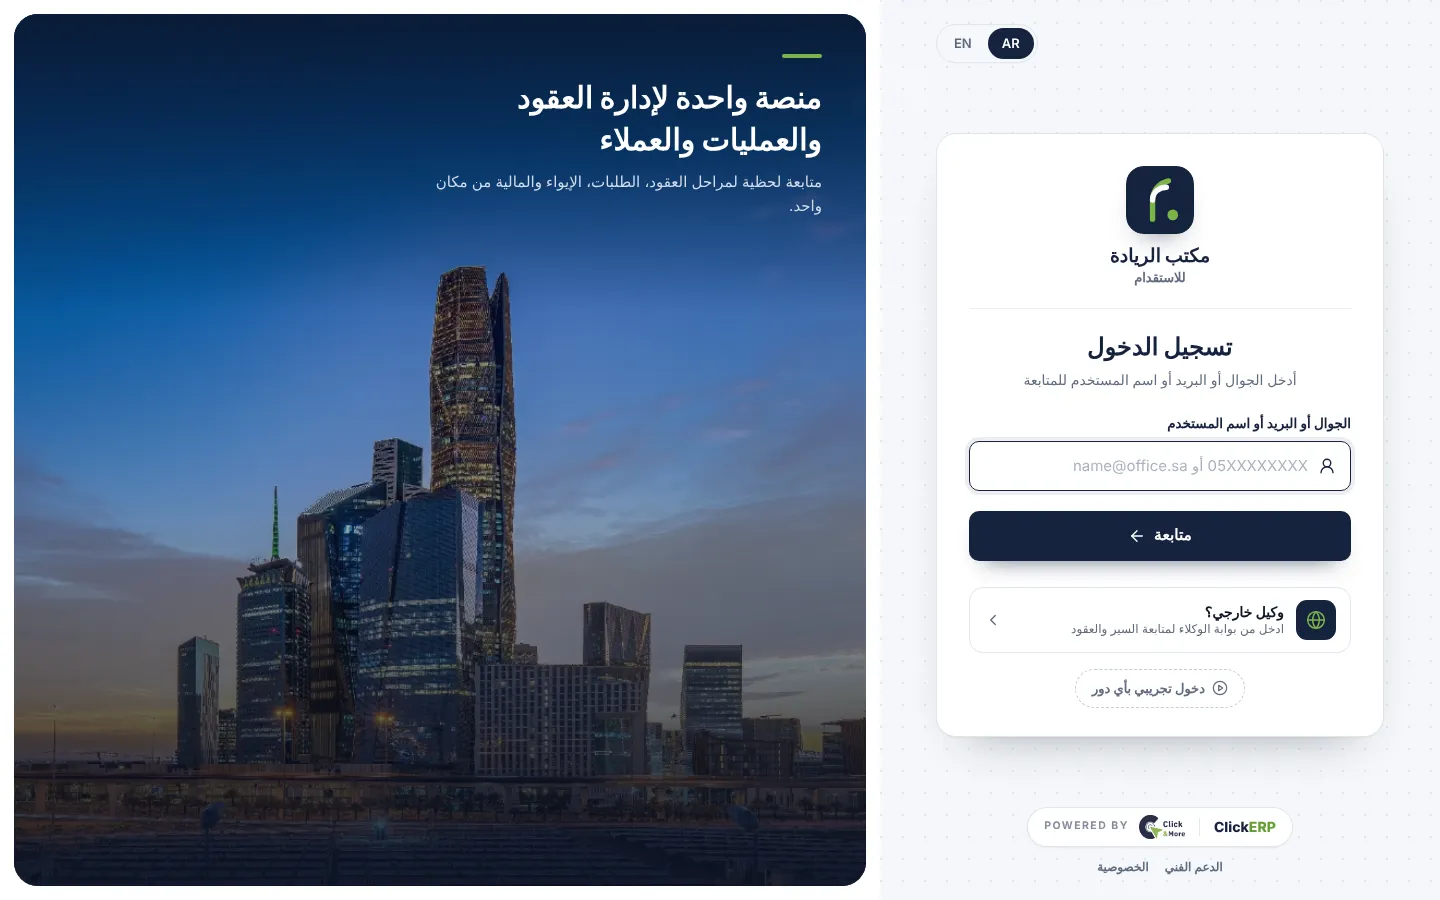 EN
AR
منصة واحدة لإدارة العقود
والعمليات والعملاء
متابعة لحظية لمراحل العقود، الطلبات، الإيواء والمالية من مكان
واحد.
مكتب الريادة
للاستقدام
تسجيل الدخول
أدخل الجوال أو البريد أو اسم المستخدم للمتابعة
الجوال أو البريد أو اسم المستخدم
05XXXXXXXX أو name@office.sa
متابعة
وكيل خارجي؟
ادخل من بوابة الوكلاء لمتابعة السير والعقود
دخول تجريبي بأي دور
POWERED BY
Click
&More
ClickERP
الدعم الفني
الخصوصية